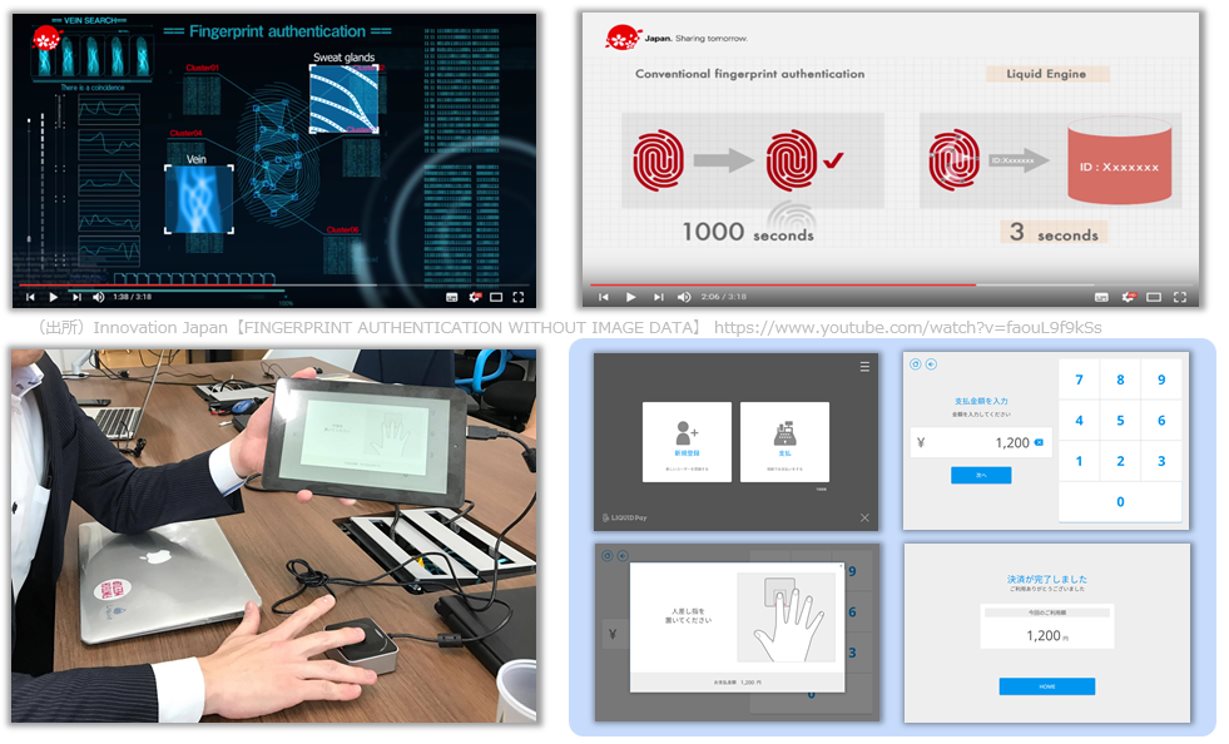 == VEIN SEARCH==
== Fingerprint authentication ==
There is a coincidence
Cluster01
Sweat glands
Cluster04
Vein
Cluster06
100%
1:38 / 3:18
Japan. Sharing tomorrow.
Conventional fingerprint authentication
Liquid Engine
ID:Xxxxxxx
ID : Xxxxxxx
1000 seconds
3 seconds
2:06 / 3:18
（出所）Innovation Japan【FINGERPRINT AUTHENTICATION WITHOUT IMAGE DATA】 https://www.youtube.com/watch?v=faouL9f9kSs
新規登録
支払
LIQUID Pay
支払金額を入力
金額を入力してください
¥ 1,200
次へ
7 8 9
4 5 6
1 2 3
0
人差し指を
置いてください
お支払金額 1,200 円
¥
9
6
3
0
決済が完了しました
ご利用ありがとうございました
今回のご利用額
1,200 円
HOME